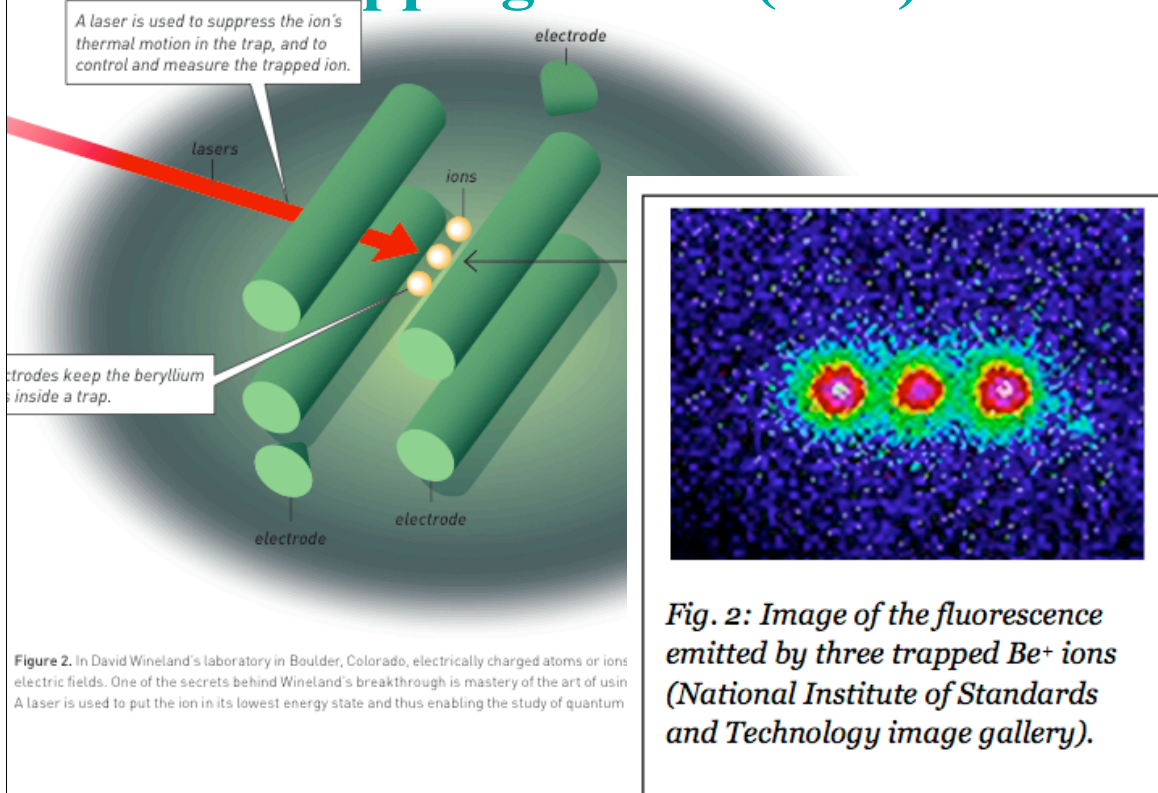 A laser is used to suppress the ion's
thermal motion in the trap, and to
control and measure the trapped ion.
electrode
lasers
ions
ctrodes keep the beryllium
s inside a trap.
electrode
electrode
Figure 2. In David Wineland's laboratory in Boulder, Colorado, electrically charged atoms or ions
electric fields. One of the secrets behind Wineland's breakthrough is mastery of the art of usin
A laser is used to put the ion in its lowest energy state and thus enabling the study of quantum
Fig. 2: Image of the fluorescence
emitted by three trapped Be⁺ ions
(National Institute of Standards
and Technology image gallery).